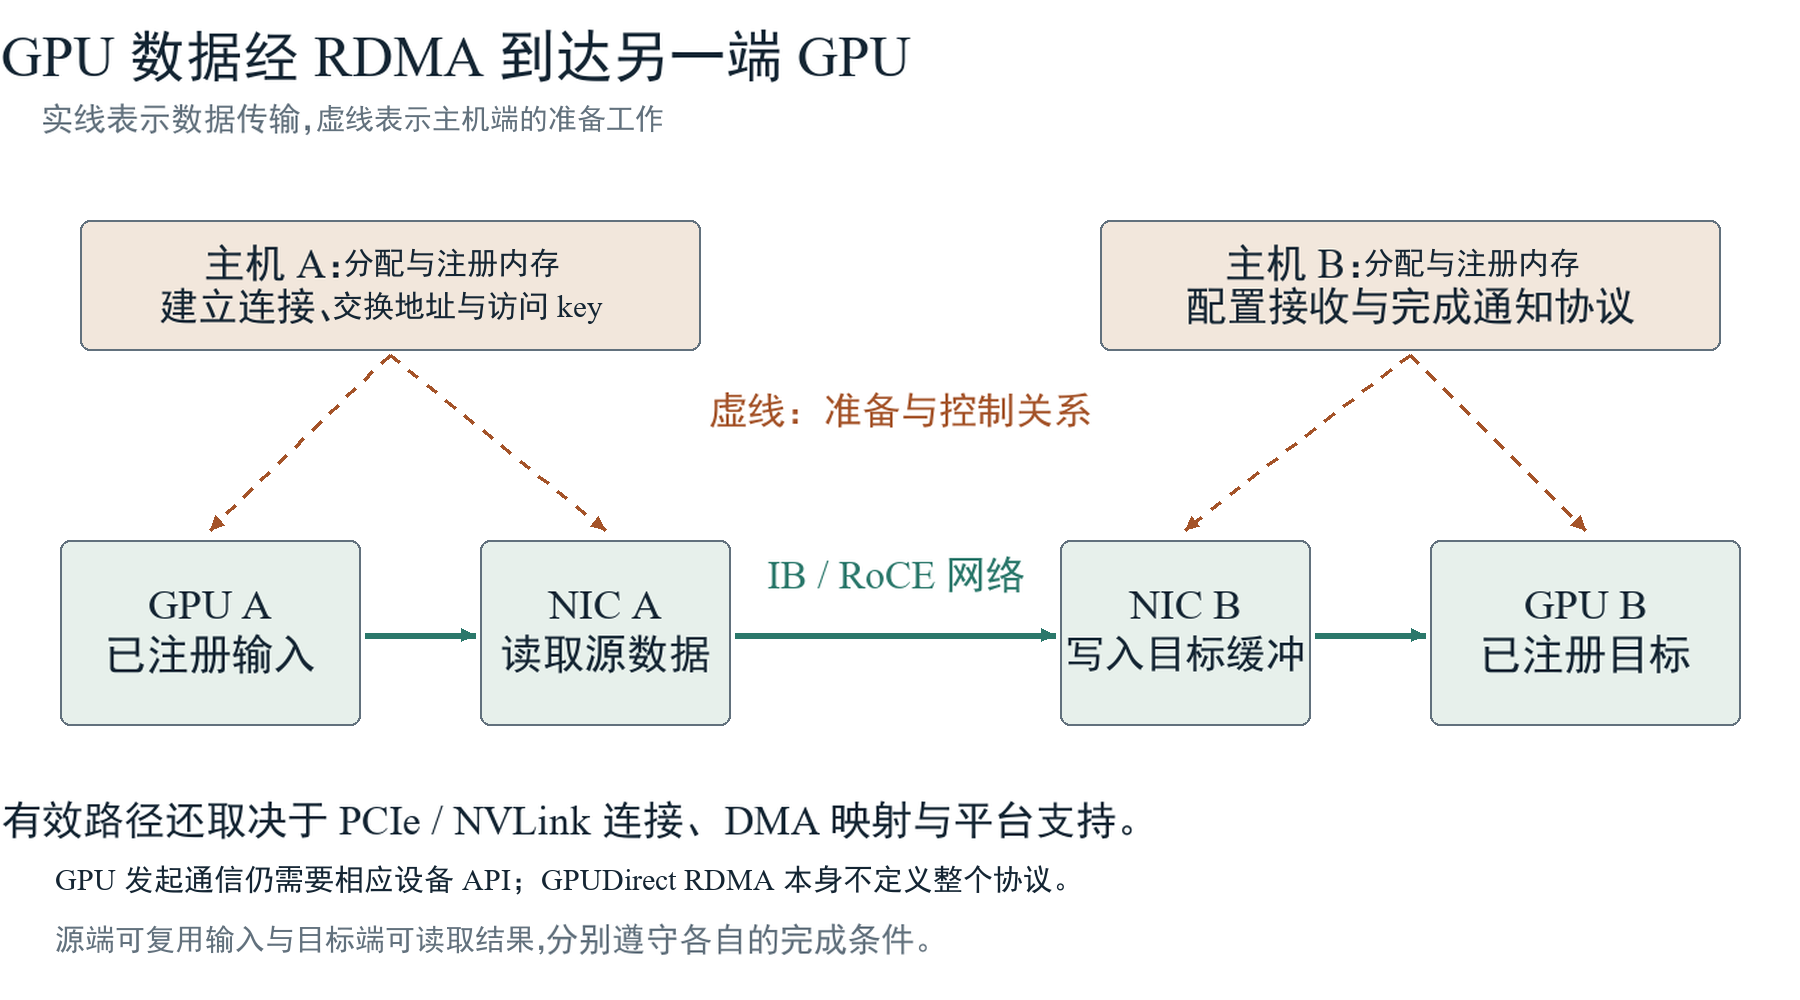 GPU 数据经 RDMA 到达另一端 GPU
实线表示数据传输,虚线表示主机端的准备工作
主机 A:分配与注册内存
建立连接、交换地址与访问 key
主机 B:分配与注册内存
配置接收与完成通知协议
虚线：准备与控制关系
IB / RoCE 网络
GPU A
已注册输入
NIC A
读取源数据
NIC B
写入目标缓冲
GPU B
已注册目标
有效路径还取决于 PCIe / NVLink 连接、DMA 映射与平台支持。
GPU 发起通信仍需要相应设备 API；GPUDirect RDMA 本身不定义整个协议。
源端可复用输入与目标端可读取结果,分别遵守各自的完成条件。